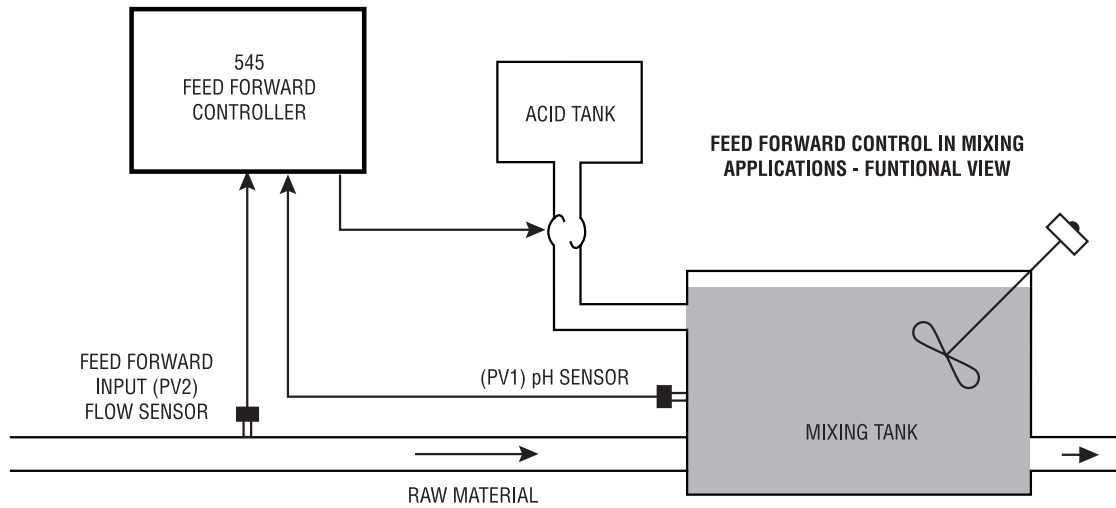 545
FEED FORWARD
CONTROLLER
ACID TANK
FEED FORWARD CONTROL IN MIXING
APPLICATIONS - FUNTIONAL VIEW
FEED FORWARD
INPUT (PV2)
FLOW SENSOR
(PV1) pH SENSOR
MIXING TANK
RAW MATERIAL